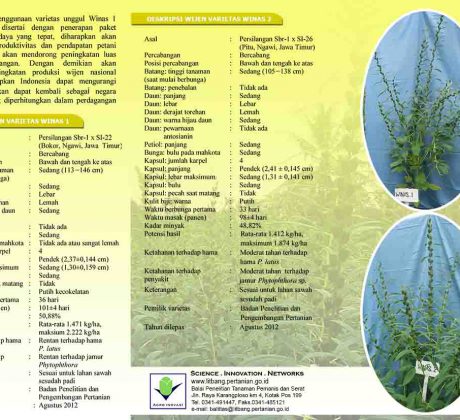 nggunaan varietas unggul Winas 1
disertai dengan penerapan paket
daya yang tepat, diharapkan akan
roduktivitas dan pendapatan petani
akan mendorong peningkatan luas
angan. Dengan demikian akan
ingkatan produksi wijen nasional
apkan Indonesia dapat mengurangi
kan dapat kembali sebagai negara
diperhitungkan dalam perdagangan
N VARIETAS WINAS 1
: Persilangan Sbr-1 x SI-22
(Bokor, Ngawi, Jawa Timur)
: Bercabang
: Bawah dan tengah ke atas
: Sedang (113-146 cm)
: Sedang
: Lebar
: Lemah
: Sedang
: Tidak ada
: Sedang
mahkota : Tidak ada atau sangat lemah
: 4
: Pendek (2,37±0,144 cm)
simum : Sedang (1,30±0,159 cm)
: Sedang
matang : Tidak
: Putih kecokelatan
rtama : 36 hari
n) : 101±4 hari
: 50,88%
: Rata-rata 1.471 kg/ha,
maksimum 2.222 kg/ha
hama : Rentan terhadap hama
P. latus
: Rentan terhadap jamur
Phytophthora
: Sesuai untuk lahan sawah
sesudah padi
: Badan Penelitian dan
Pengembangan Pertanian
: Agustus 2012
DESKRIPSI WIJEN VARIETAS WINAS 2
Asal : Persilangan Sbr-1 x SI-26
(Pitu, Ngawi, Jawa Timur)
Percabangan : Bercabang
Posisi percabangan : Bawah dan tengah ke atas
Batang: tinggi tanaman : Sedang (105–138 cm)
(saat mulai berbunga)
Batang: penebalan : Tidak ada
Daun: panjang : Sedang
Daun: lebar : Lebar
Daun: derajat torehan : Lemah
Daun: warna hijau daun : Sedang
Daun: pewarnaan : Tidak ada
antosianin
Petiol: panjang : Sedang
Bunga: bulu pada mahkota : Sedang
Kapsul: jumlah karpel : 4
Kapsul: panjang : Pendek (2,41 ± 0,145 cm)
Kapsul: lebar maksimum : Sedang (1,31 ± 0,141 cm)
Kapsul: bulu : Sedang
Kapsul: pecah saat matang : Tidak
Kulit biji: warna : Putih
Waktu berbunga pertama : 33 hari
Waktu masak (panen) : 98±4 hari
Kadar minyak : 48,82%
Potensi hasil : Rata-rata 1.412 kg/ha,
maksimum 1.874 kg/ha
Ketahanan terhadap hama : Moderat tahan terhadap
hama P. latus
Ketahanan terhadap : Moderat tahan terhadap
penyakit jamur Phytophthora sp.
Keterangan : Sesuai untuk lahan sawah
sesudah padi
Pemilik varietas : Badan Penelitian dan
Pengembangan Pertanian
Tahun dilepas : Agustus 2012
AGRO INOVASI
SCIENCE . INNOVATION . NETWORKS
www.litbang.pertanian.go.id
Balai Penelitian Tanaman Pemanis dan Serat
Jln. Raya Karangploso km 4, Kotak Pos 199
Tel. 0341-491447, Faks.0341-485121
e-mail: balittas@litbang.pertanian.go.id
WINAS 1